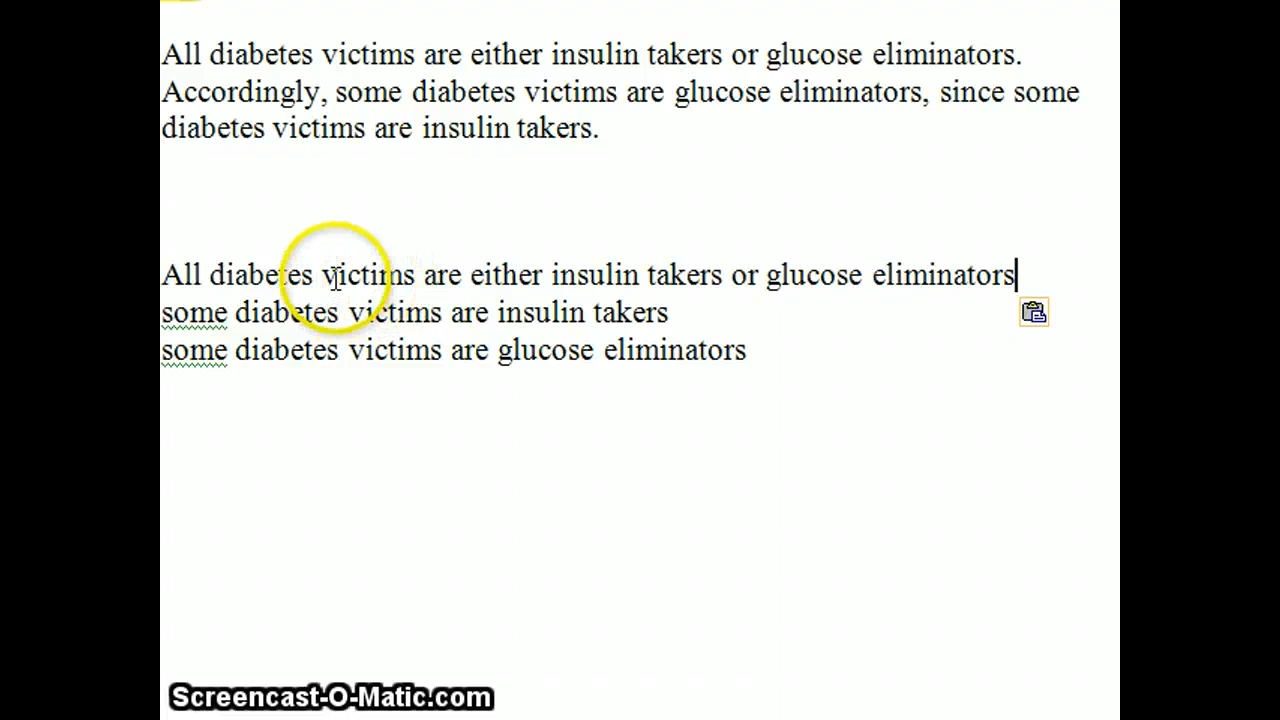 All diabetes victims are either insulin takers or glucose eliminators.
Accordingly, some diabetes victims are glucose eliminators, since some
diabetes victims are insulin takers.
All diabetes victims are either insulin takers or glucose eliminators
some diabetes victims are insulin takers
some diabetes victims are glucose eliminators
Screencast-O-Matic.com